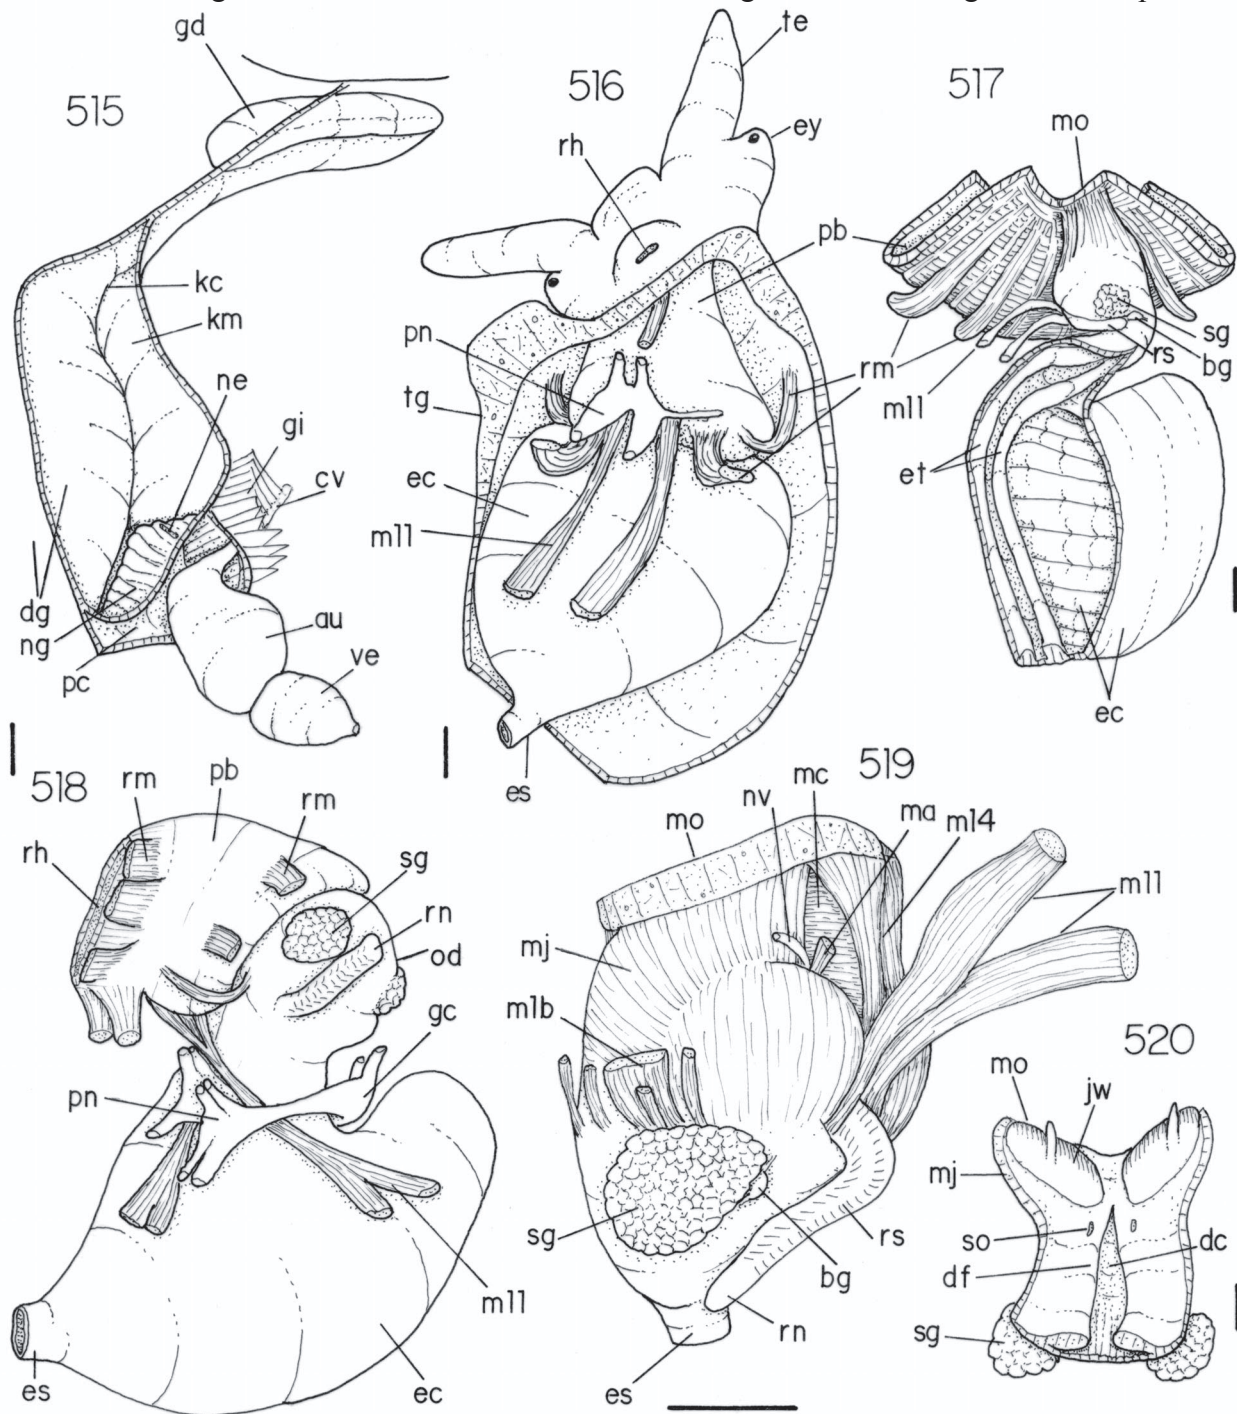 gd
515
kc
km
ne
gi
cv
dg
ng
pc
au
ve
516
te
rh
ey
pb
pn
tg
rm
ec
m11
es
517
mo
pb
sg
rs
bg
rm
m11
et
ec
518
rm
pb
rm
rh
sg
rn
od
gc
pn
m11
es
ec
519
mc
nv
ma
mo
m14
m11
mj
m1b
sg
bg
rs
rn
es
520
mo
jw
mj
so
dc
df
sg